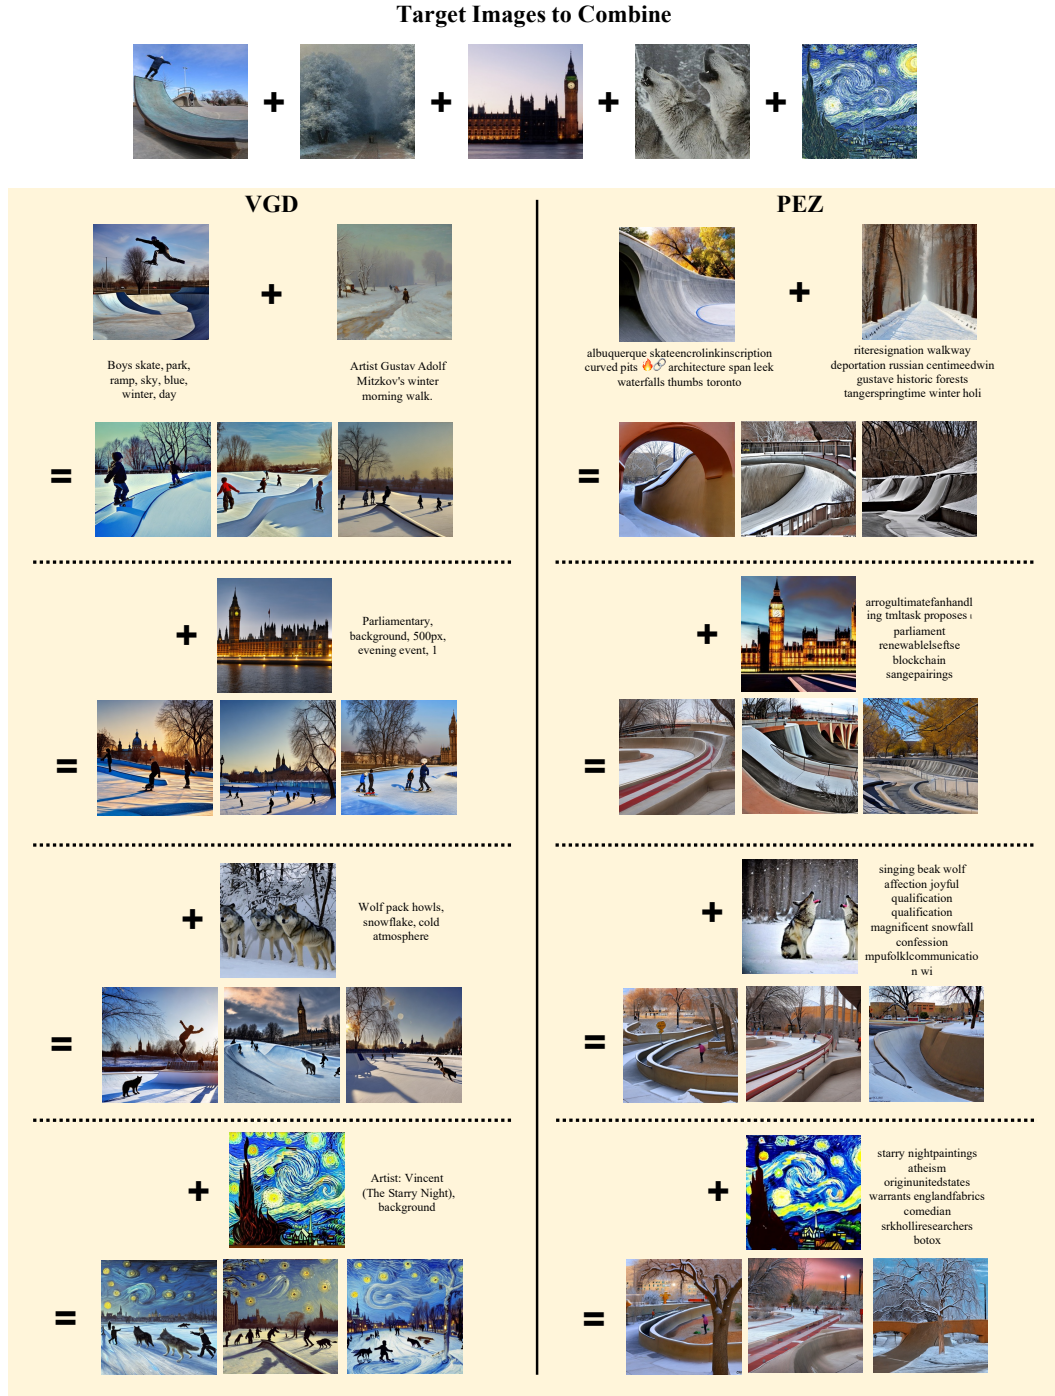 Target Images to Combine
VGD
Boys skate, park,
ramp, sky, blue,
winter, day
Artist Gustav Adolf
Mitzkov's winter
morning walk.
Parliamentary,
background, 500px,
evening event, 1
Wolf pack howls,
snowflake, cold
atmosphere
Artist: Vincent
(The Starry Night),
background
PEZ
albuquerque skateencrolinkinscription
curved pits 🔥🔗 architecture span leek
waterfalls thumbs toronto
riteresignation walkway
deportation russian centimeedwin
gustave historic forests
tangerspringtime winter holi
arrogultimatefanhandl
ing tmltask proposes
parliament
renewablelseftse
blockchain
sangepairings
singing beak wolf
affection joyful
qualification
qualification
magnificent snowfall
confession
mpufolklcommunicatio
n wi
starry nightpaintings
atheism
originunitedstates
warrants englandfabrics
comedian
srkholliresearchers
botox